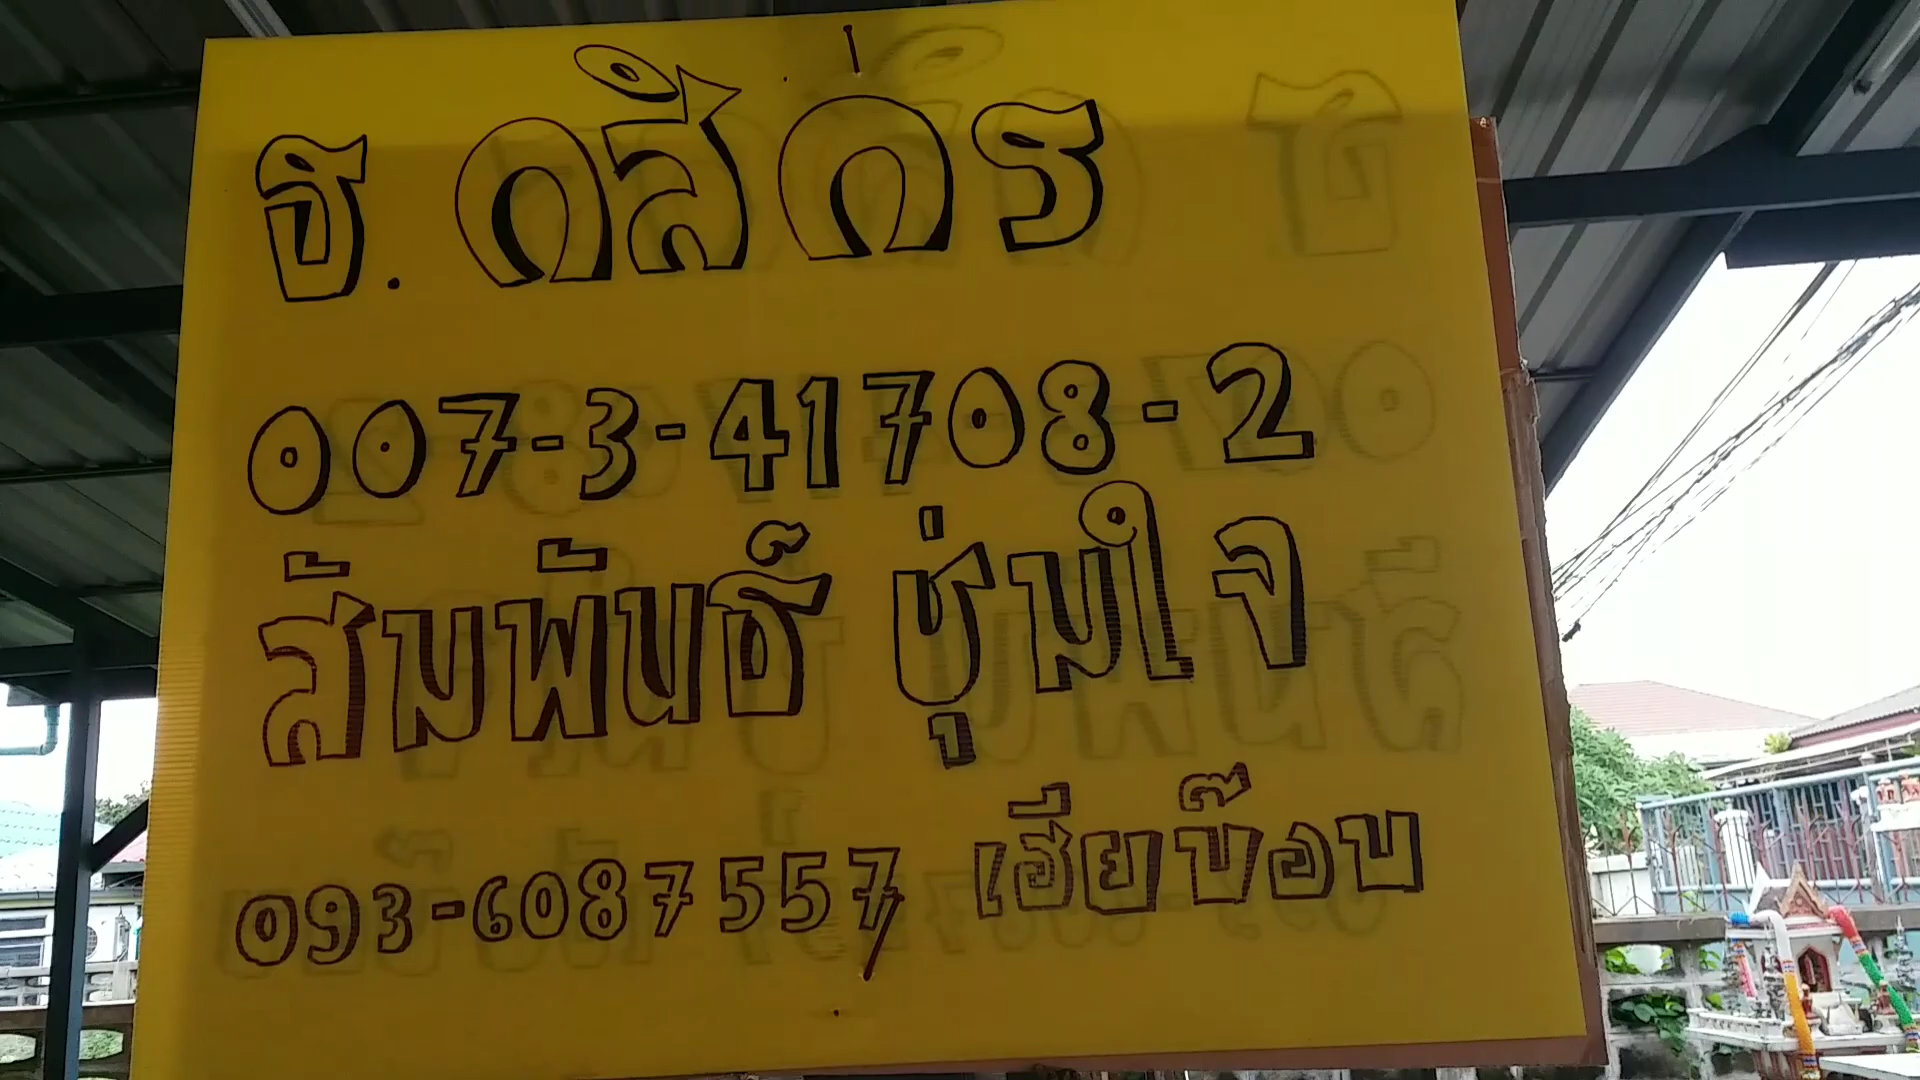 ธ. กสิกร
007-3-41708-2
สัมพันธ์ ชุ่มใจ
093-6087557 เฮียบ๊อบ